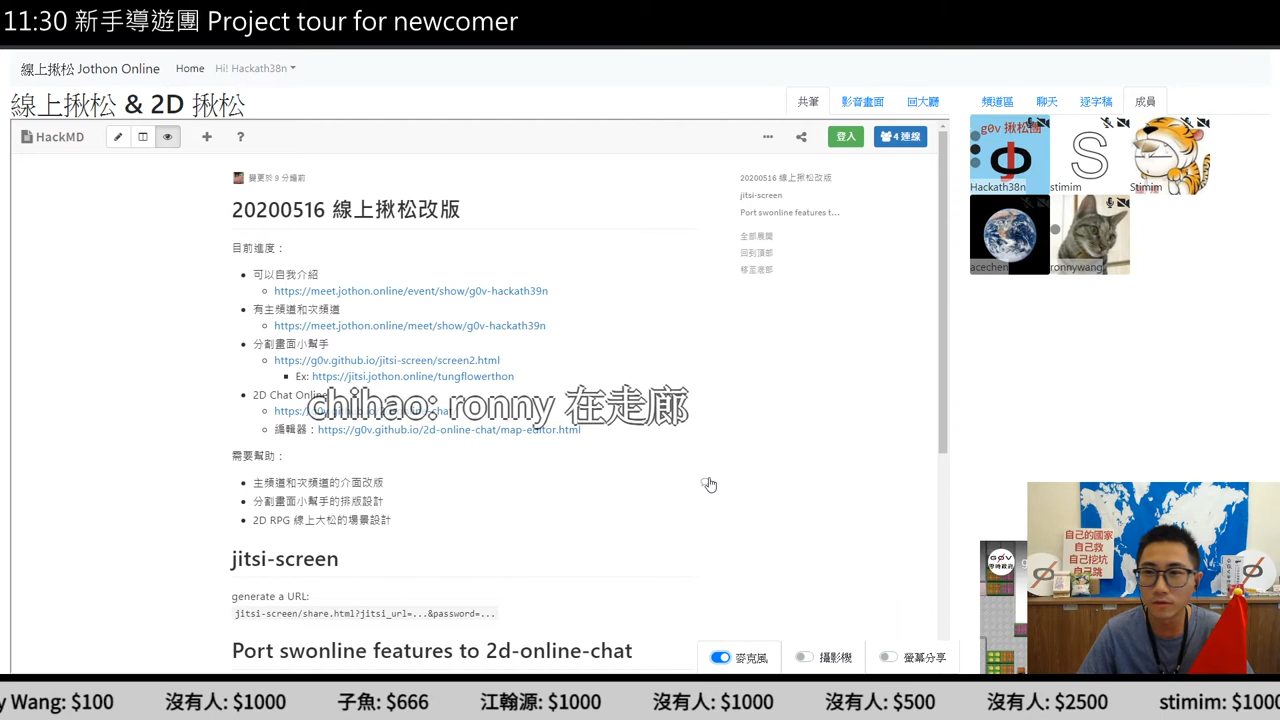 11:30 新手導遊團 Project tour for newcomer
線上揪松 Jothon Online Home Hi! Hackath38n
線上揪松 & 2D 揪松
共筆 影音畫面 回大廳 頻道區 聊天 逐字稿 成員
HackMD
登入 4 連線
變更於 9 分鐘前
20200516 線上揪松改版
目前進度：
可以自我介紹
https://meet.jothon.online/event/show/g0v-hackath39n
有主頻道和次頻道
https://meet.jothon.online/meet/show/g0v-hackath39n
分割畫面小幫手
https://g0v.github.io/jitsi-screen/screen2.html
Ex: https://jitsi.jothon.online/tungflowerthon
2D Chat Online
chihao: ronny 在走廊
編輯器：https://g0v.github.io/2d-online-chat/map-editor.html
需要幫助：
主頻道和次頻道的介面改版
分割畫面小幫手的排版設計
2D RPG 線上大松的場景設計
jitsi-screen
generate a URL:
jitsi-screen/share.html?jitsi_url=...&password=...
Port swonline features to 2d-online-chat
20200516 線上揪松改版
jitsi-screen
Port swonline features t...
全部展開
回到頂部
移至底部
g0v 揪松團
Hackath38n
S
stimim
Stimim
acechen
ronnywang
自己的國家
自己救
自己挖坑
自己跳
麥克風 攝影機 螢幕分享
y Wang: $100 沒有人: $1000 子魚: $666 江翰源: $1000 沒有人: $1000 沒有人: $500 沒有人: $2500 stimim: $1000